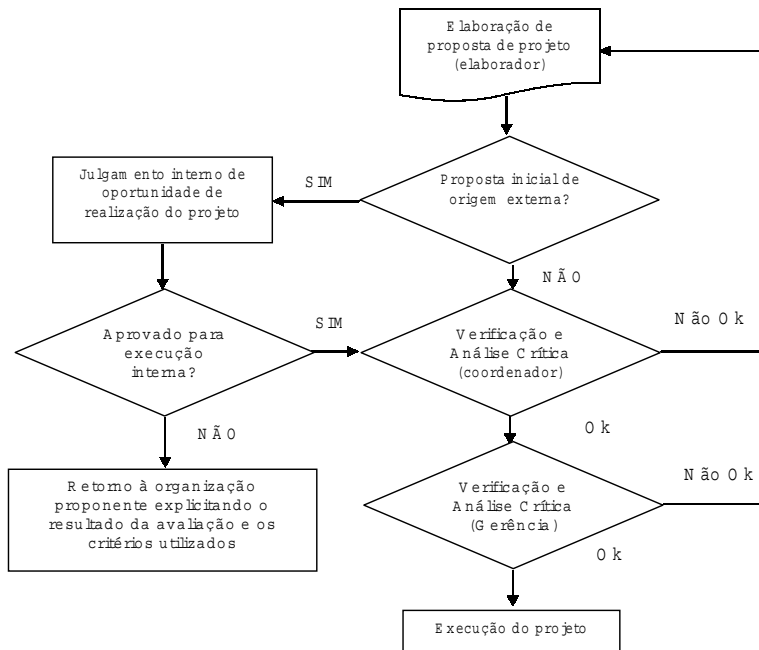 Elaboração de
proposta de projeto
(elaborador)
Proposta inicial de
origem externa?
SIM
Julgamento interno de
oportunidade de
realização do projeto
NÃO
Aprovado para
execução
interna?
SIM
Verificação e
Análise Crítica
(coordenador)
Não Ok
NÃO
Ok
Retorno à organização
proponente explicitando o
resultado da avaliação e os
critérios utilizados
Verificação e
Análise Crítica
(Gerência)
Não Ok
Ok
Execução do projeto